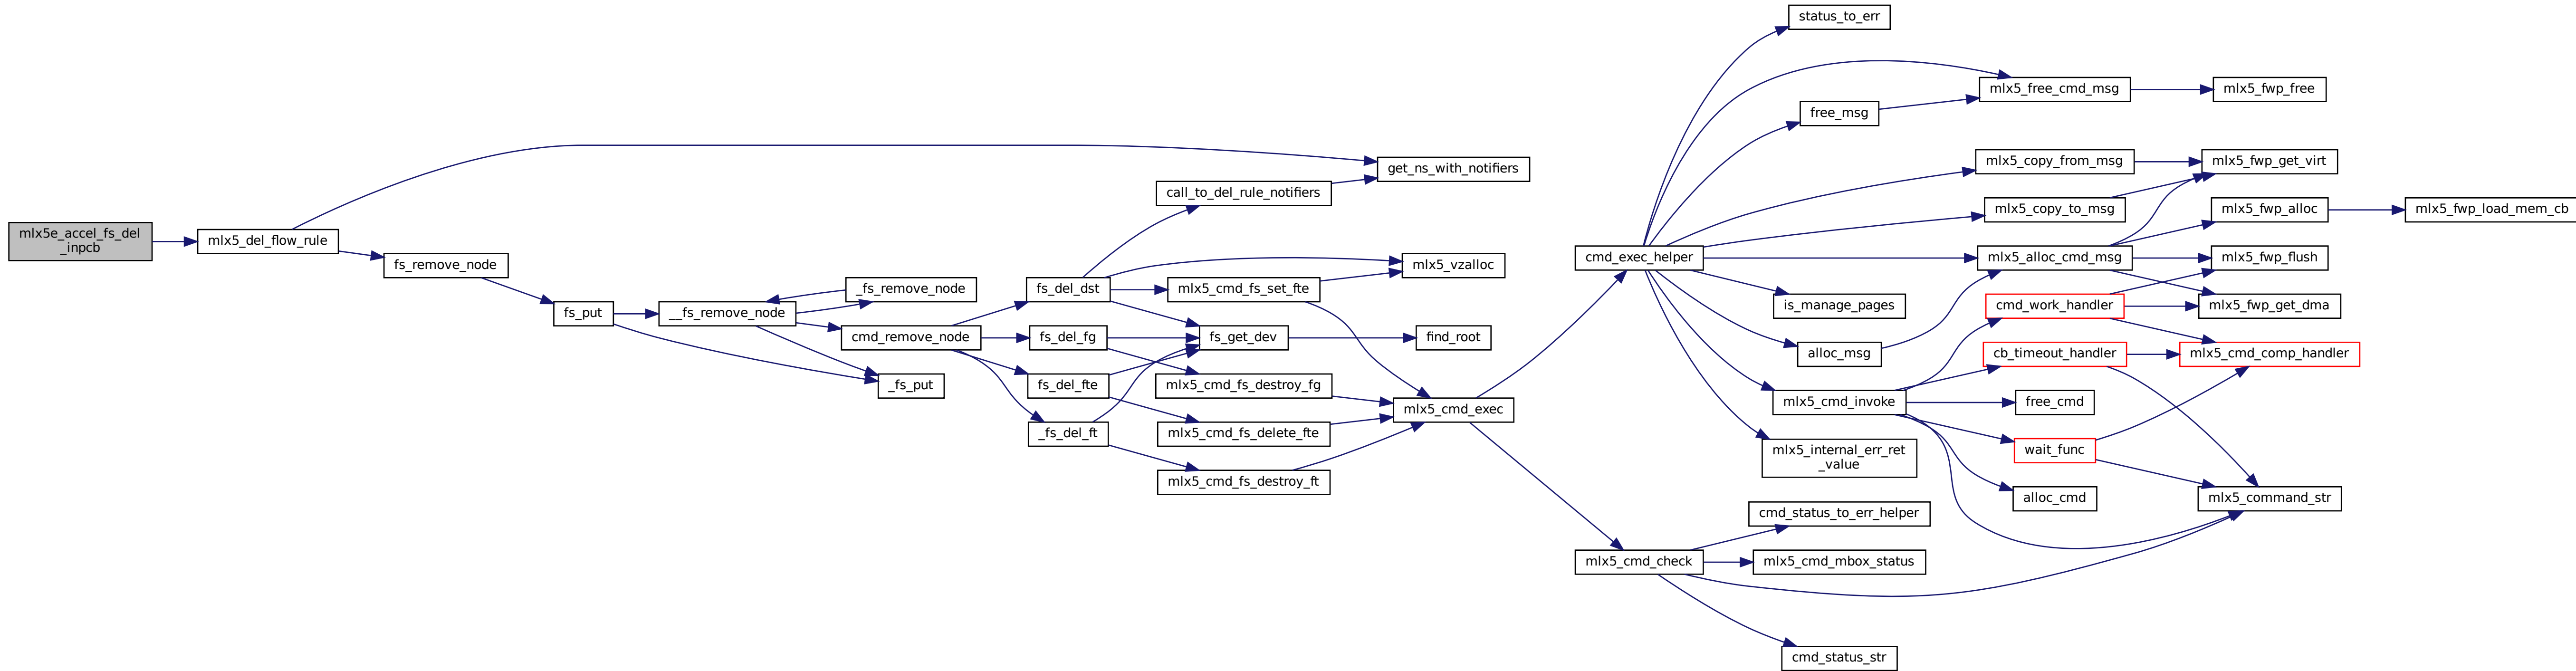 mlx5e_accel_fs_del
_inpcb
mlx5_del_flow_rule
fs_remove_node
fs_put
__fs_remove_node
_fs_remove_node
cmd_remove_node
_fs_put
get_ns_with_notifiers
call_to_del_rule_notifiers
fs_del_dst
mlx5_cmd_fs_set_fte
mlx5_vzalloc
fs_del_fg
fs_get_dev
find_root
fs_del_fte
mlx5_cmd_fs_destroy_fg
_fs_del_ft
mlx5_cmd_fs_delete_fte
mlx5_cmd_fs_destroy_ft
mlx5_cmd_exec
cmd_exec_helper
mlx5_cmd_check
status_to_err
free_msg
mlx5_free_cmd_msg
mlx5_fwp_free
mlx5_copy_from_msg
mlx5_fwp_get_virt
mlx5_copy_to_msg
mlx5_fwp_alloc
mlx5_fwp_load_mem_cb
mlx5_alloc_cmd_msg
mlx5_fwp_flush
is_manage_pages
cmd_work_handler
mlx5_fwp_get_dma
alloc_msg
cb_timeout_handler
mlx5_cmd_comp_handler
mlx5_cmd_invoke
free_cmd
mlx5_internal_err_ret
_value
wait_func
alloc_cmd
mlx5_command_str
cmd_status_to_err_helper
mlx5_cmd_mbox_status
cmd_status_str